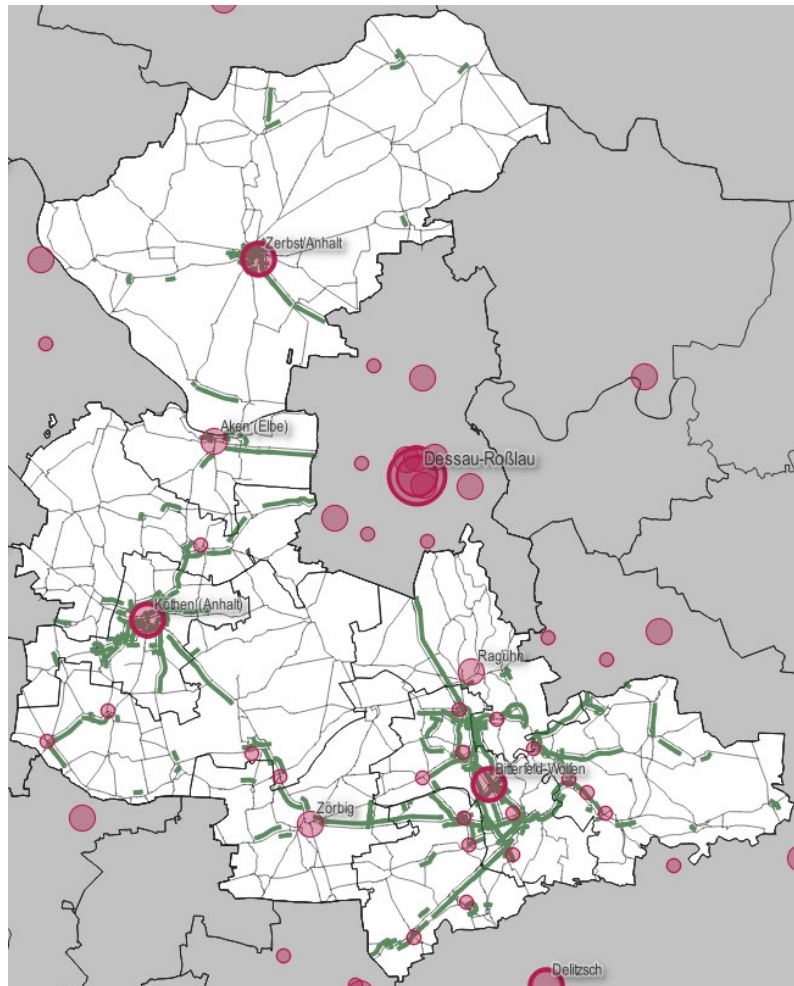 Zerbst/Anhalt
Aken (Elbe)
Dessau-Roßlau
Köthen (Anhalt)
Raguhn
Bitterfeld-Wolfen
Zörbig
Delitzsch